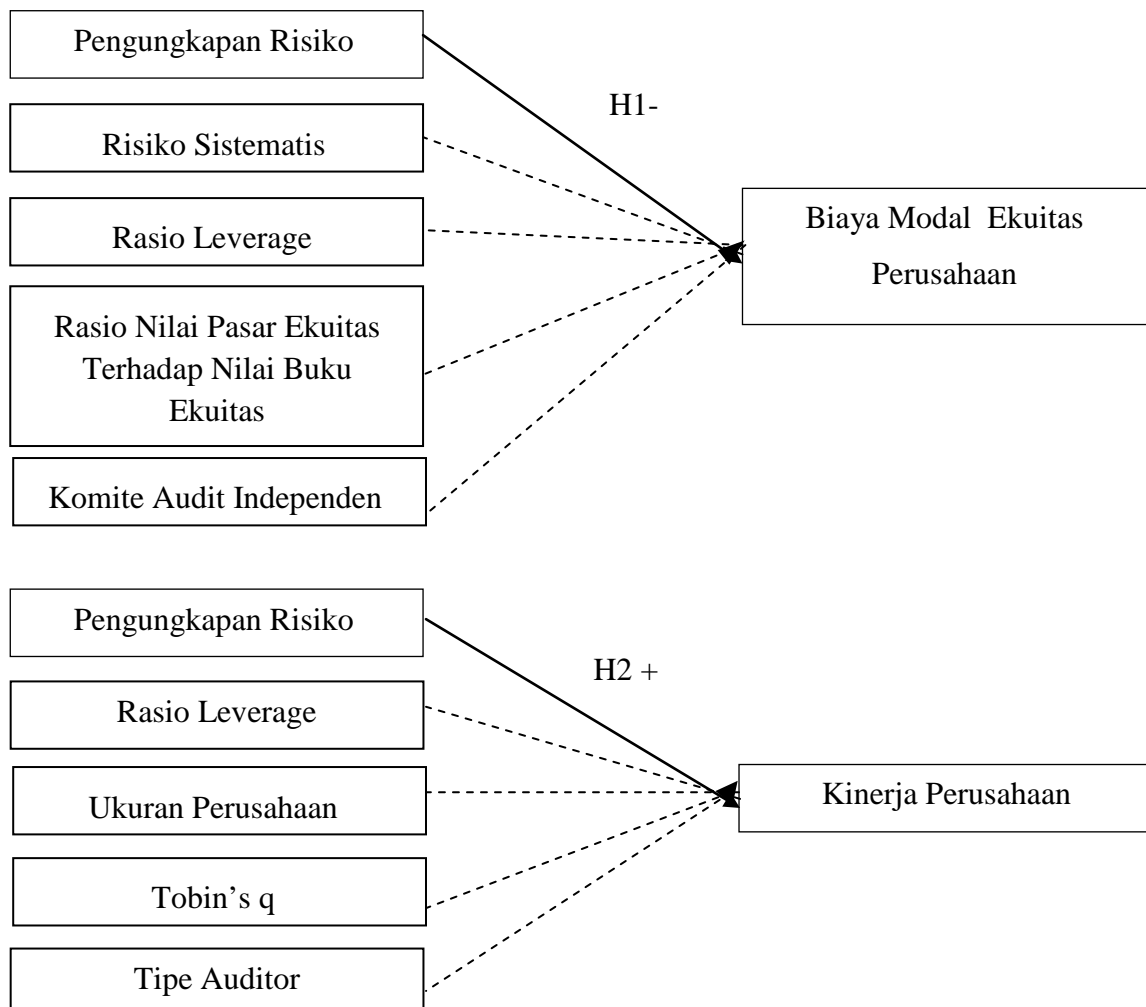 Pengungkapan Risiko
H1-
Risiko Sistematis
Rasio Leverage
Biaya Modal Ekuitas
Perusahaan
Rasio Nilai Pasar Ekuitas
Terhadap Nilai Buku
Ekuitas
Komite Audit Independen
Pengungkapan Risiko
H2 +
Rasio Leverage
Ukuran Perusahaan
Kinerja Perusahaan
Tobin’s q
Tipe Auditor